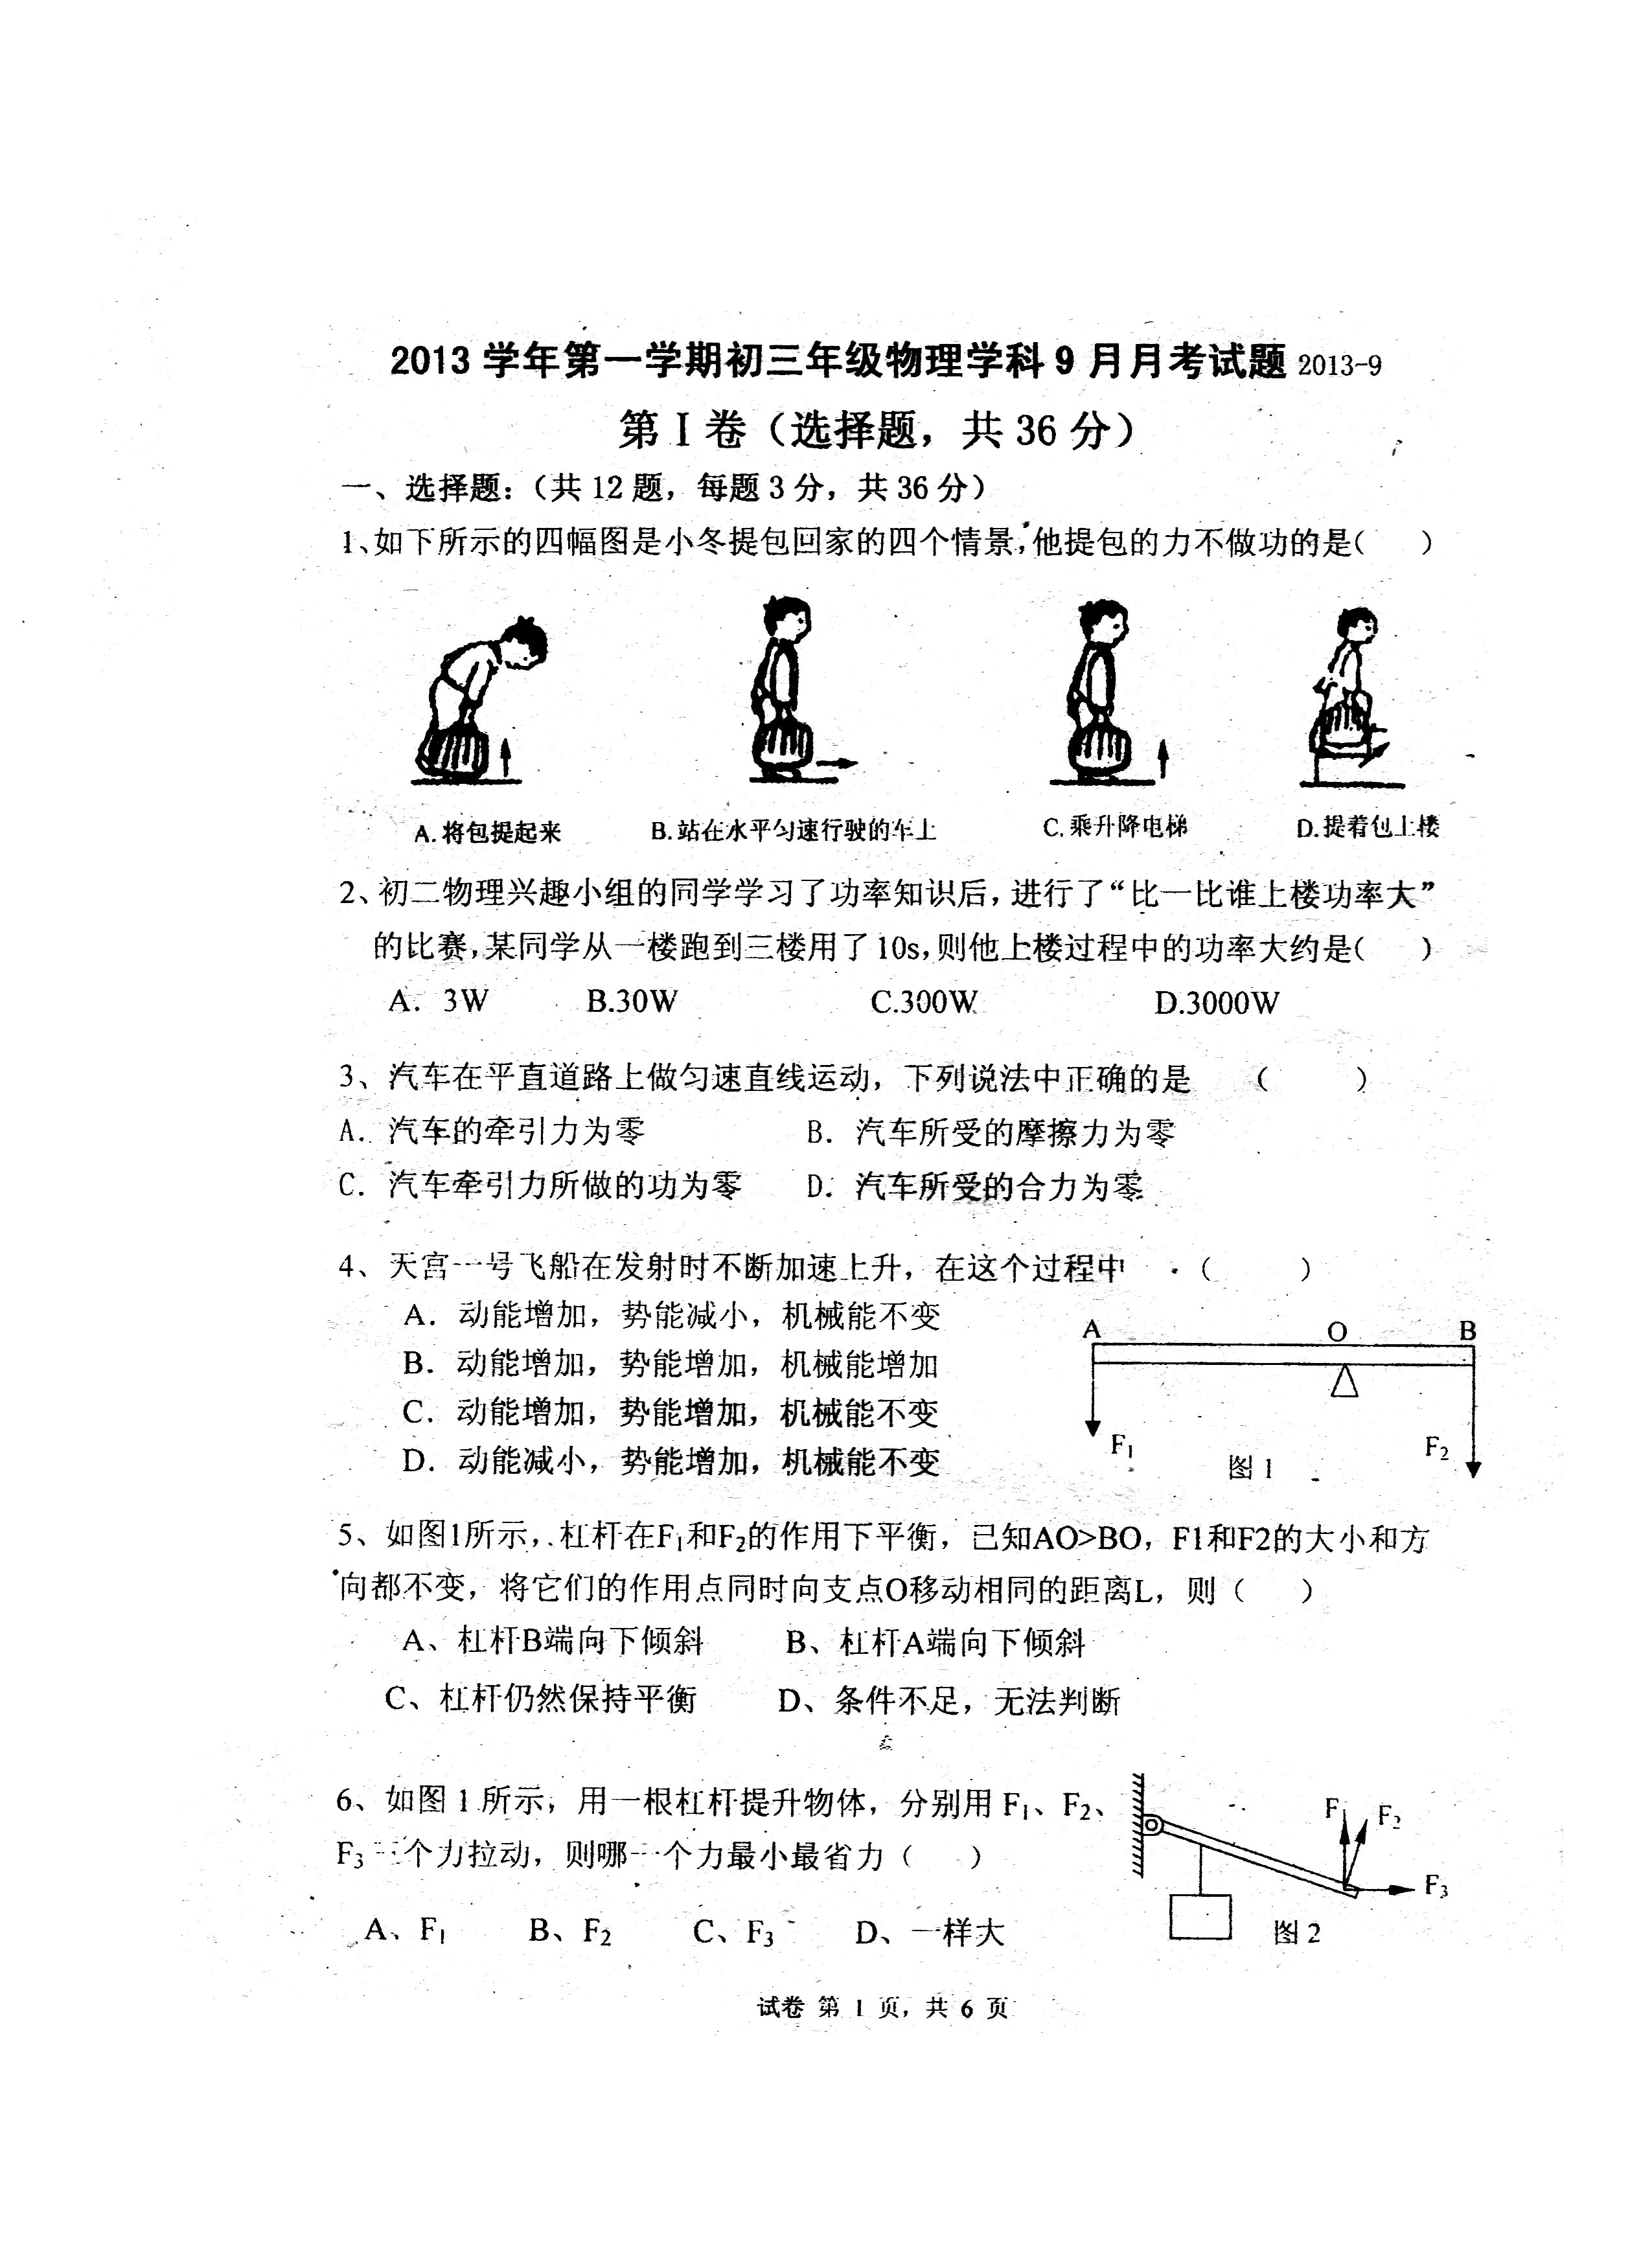 2013 学年第一学期初三年级物理学科 9 月月考试题 2013-9
第 I 卷（选择题，共 36 分）
一、选择题：（共 12 题，每题 3 分，共 36 分）
1、如下所示的四幅图是小冬提包回家的四个情景，他提包的力不做功的是(　　)
A.将包提起来　B.站在水平匀速行驶的车上　C.乘升降电梯　D.提着包上楼
2、初二物理兴趣小组的同学学习了功率知识后，进行了“比一比谁上楼功率大”
的比赛，某同学从一楼跑到三楼用了 10s，则他上楼过程中的功率大约是(　　)
A．3W　B.30W　C.300W　D.3000W
3、汽车在平直道路上做匀速直线运动，下列说法中正确的是　（　　）
A．汽车的牵引力为零　B．汽车所受的摩擦力为零
C．汽车牵引力所做的功为零　D．汽车所受的合力为零
4、天宫一号飞船在发射时不断加速上升，在这个过程中　（　　）
A．动能增加，势能减小，机械能不变
B．动能增加，势能增加，机械能增加
C．动能增加，势能增加，机械能不变
D．动能减小，势能增加，机械能不变
A　O　B
F₁　F₂
图 1
5、如图1所示，杠杆在F₁和F₂的作用下平衡，已知AO>BO，F1和F2的大小和方
向都不变，将它们的作用点同时向支点O移动相同的距离L，则（　　）
A、杠杆B端向下倾斜　B、杠杆A端向下倾斜
C、杠杆仍然保持平衡　D、条件不足，无法判断
6、如图 1 所示，用一根杠杆提升物体，分别用 F₁、F₂、
F₃ 三个力拉动，则哪一个力最小最省力（　　）
A、F₁　B、F₂　C、F₃　D、一样大
F₁　F₂
F₃
图 2
试卷 第 1 页，共 6 页